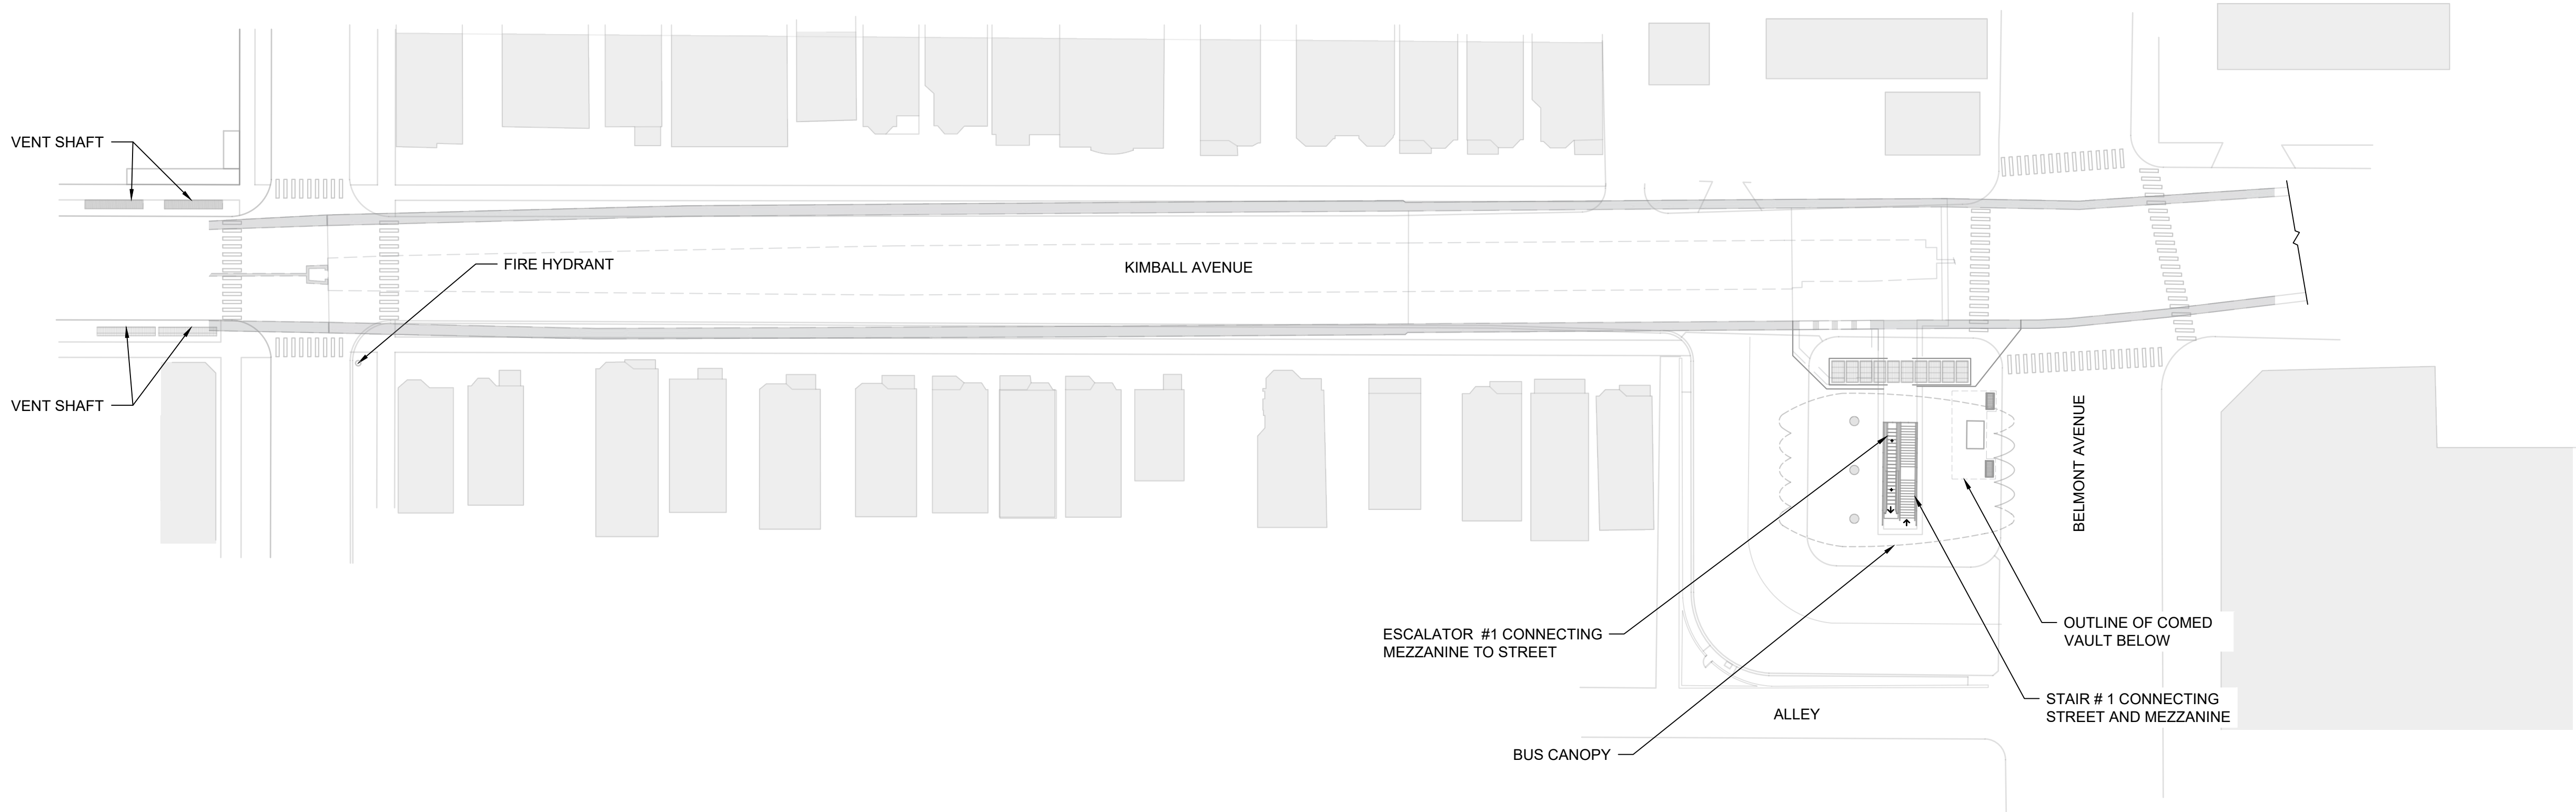 VENT SHAFT
FIRE HYDRANT
KIMBALL AVENUE
VENT SHAFT
BELMONT AVENUE
ESCALATOR #1 CONNECTING
MEZZANINE TO STREET
OUTLINE OF COMED
VAULT BELOW
STAIR # 1 CONNECTING
STREET AND MEZZANINE
ALLEY
BUS CANOPY